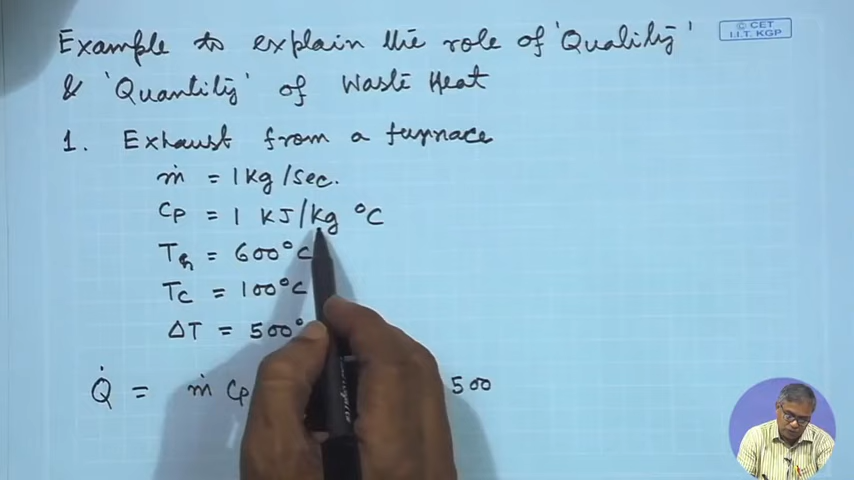 Example to explain the role of 'Quality'
© CET
I.I.T. KGP
& 'Quantity' of Waste Heat
1. Exhaust from a furnace
ṁ = 1 kg/sec.
Cp = 1 KJ/kg °C
Th = 600°C
Tc = 100°C
ΔT = 500°
Q̇ = ṁ Cp 500